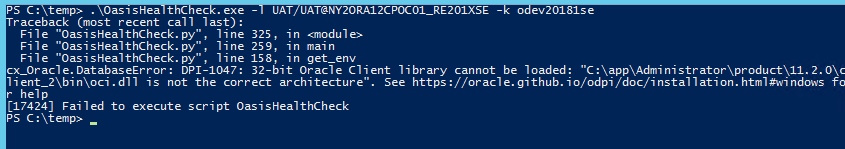 PS C:\temp> .\OasisHealthCheck.exe -l UAT/UAT@NY2ORA12CPOC01_RE201XSE -k odev20181se
Traceback (most recent call last):
  File "OasisHealthCheck.py", line 325, in <module>
  File "OasisHealthCheck.py", line 259, in main
  File "OasisHealthCheck.py", line 158, in get_env
cx_Oracle.DatabaseError: DPI-1047: 32-bit Oracle Client library cannot be loaded: "C:\app\Administrator\product\11.2.0\c
lient_2\bin\oci.dll is not the correct architecture". See https://oracle.github.io/odpi/doc/installation.html#windows fo
r help
[17424] Failed to execute script OasisHealthCheck
PS C:\temp>